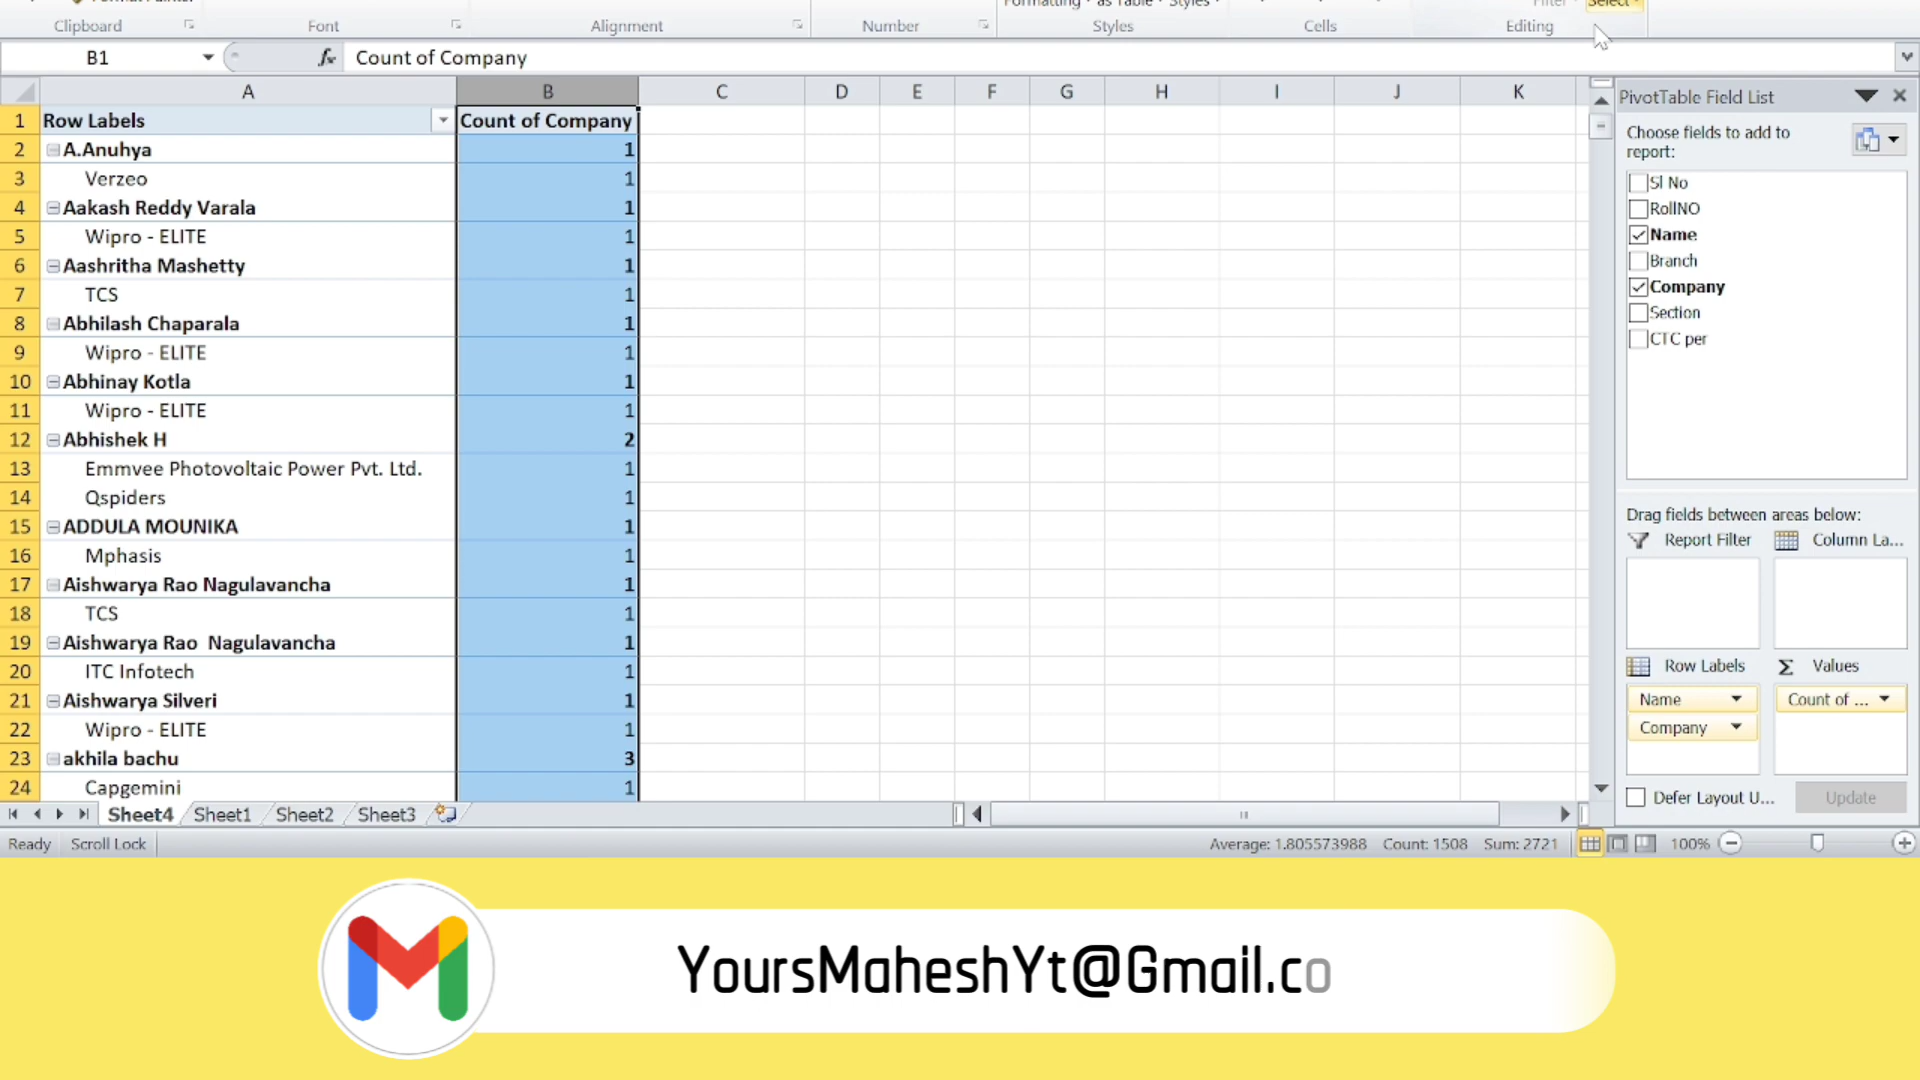 Clipboard Font Alignment Number Styles Cells Editing
Formatting as Table Styles Filter Select
B1 fx Count of Company
A B C D E F G H I J K
1 Row Labels Count of Company
2 A.Anuhya 1
3 Verzeo 1
4 Aakash Reddy Varala 1
5 Wipro - ELITE 1
6 Aashritha Mashetty 1
7 TCS 1
8 Abhilash Chaparala 1
9 Wipro - ELITE 1
10 Abhinay Kotla 1
11 Wipro - ELITE 1
12 Abhishek H 2
13 Emmvee Photovoltaic Power Pvt. Ltd. 1
14 Qspiders 1
15 ADDULA MOUNIKA 1
16 Mphasis 1
17 Aishwarya Rao Nagulavancha 1
18 TCS 1
19 Aishwarya Rao  Nagulavancha 1
20 ITC Infotech 1
21 Aishwarya Silveri 1
22 Wipro - ELITE 1
23 akhila bachu 3
24 Capgemini 1
Sheet4 Sheet1 Sheet2 Sheet3
Ready Scroll Lock Average: 1.805573988 Count: 1508 Sum: 2721 100%
PivotTable Field List
Choose fields to add to
report:
Sl No
RollNO
Name
Branch
Company
Section
CTC per
Drag fields between areas below:
Report Filter Column La...
Row Labels Σ Values
Name Count of ...
Company
Defer Layout U... Update
YoursMaheshYt@Gmail.co